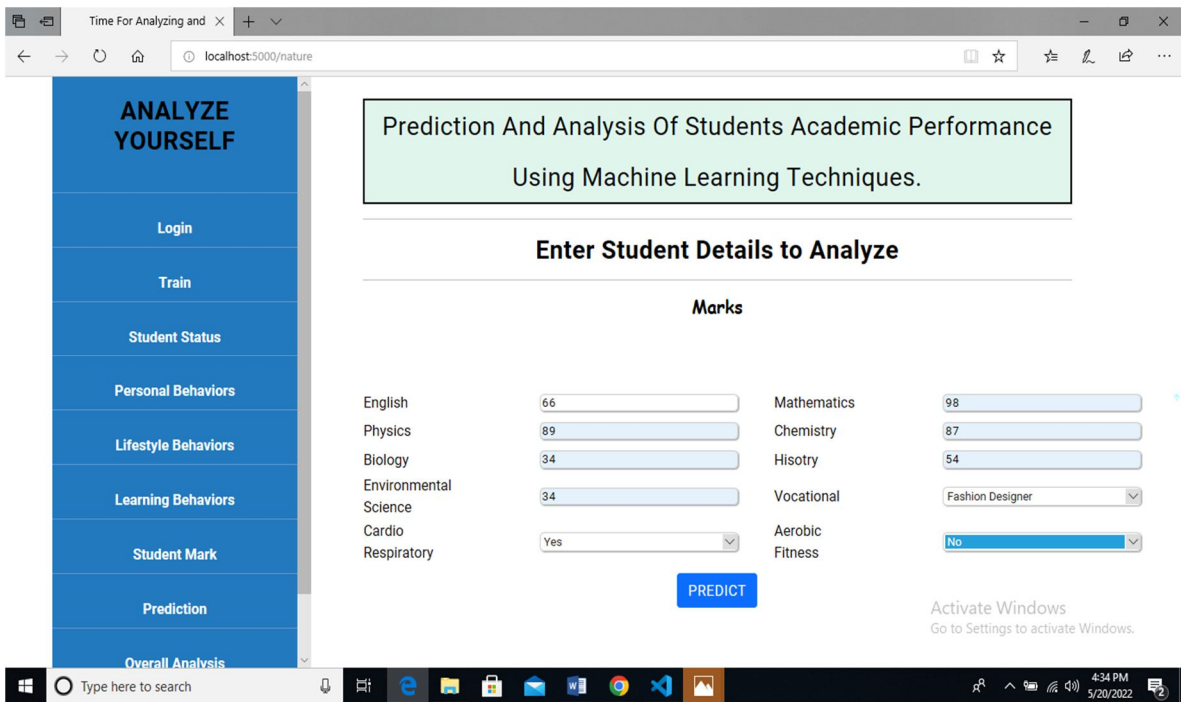 Time For Analyzing and
localhost:5000/nature
ANALYZE
YOURSELF
Login
Train
Student Status
Personal Behaviors
Lifestyle Behaviors
Learning Behaviors
Student Mark
Prediction
Overall Analysis
Prediction And Analysis Of Students Academic Performance
Using Machine Learning Techniques.
Enter Student Details to Analyze
Marks
English 66 Mathematics 98
Physics 89 Chemistry 87
Biology 34 Hisotry 54
Environmental
Science 34 Vocational Fashion Designer
Cardio
Respiratory Yes Aerobic
Fitness No
PREDICT
Activate Windows
Go to Settings to activate Windows.
Type here to search
4:34 PM
5/20/2022
2